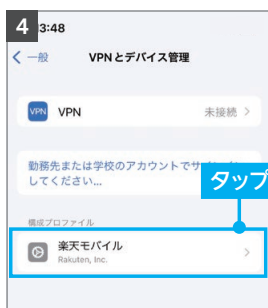 4
3:48
一般
VPNとデバイス管理
VPN
VPN
未接続
勤務先または学校のアカウントでサ
してください...
タップ
構成プロファイル
楽天モバイル
Rakuten, Inc.